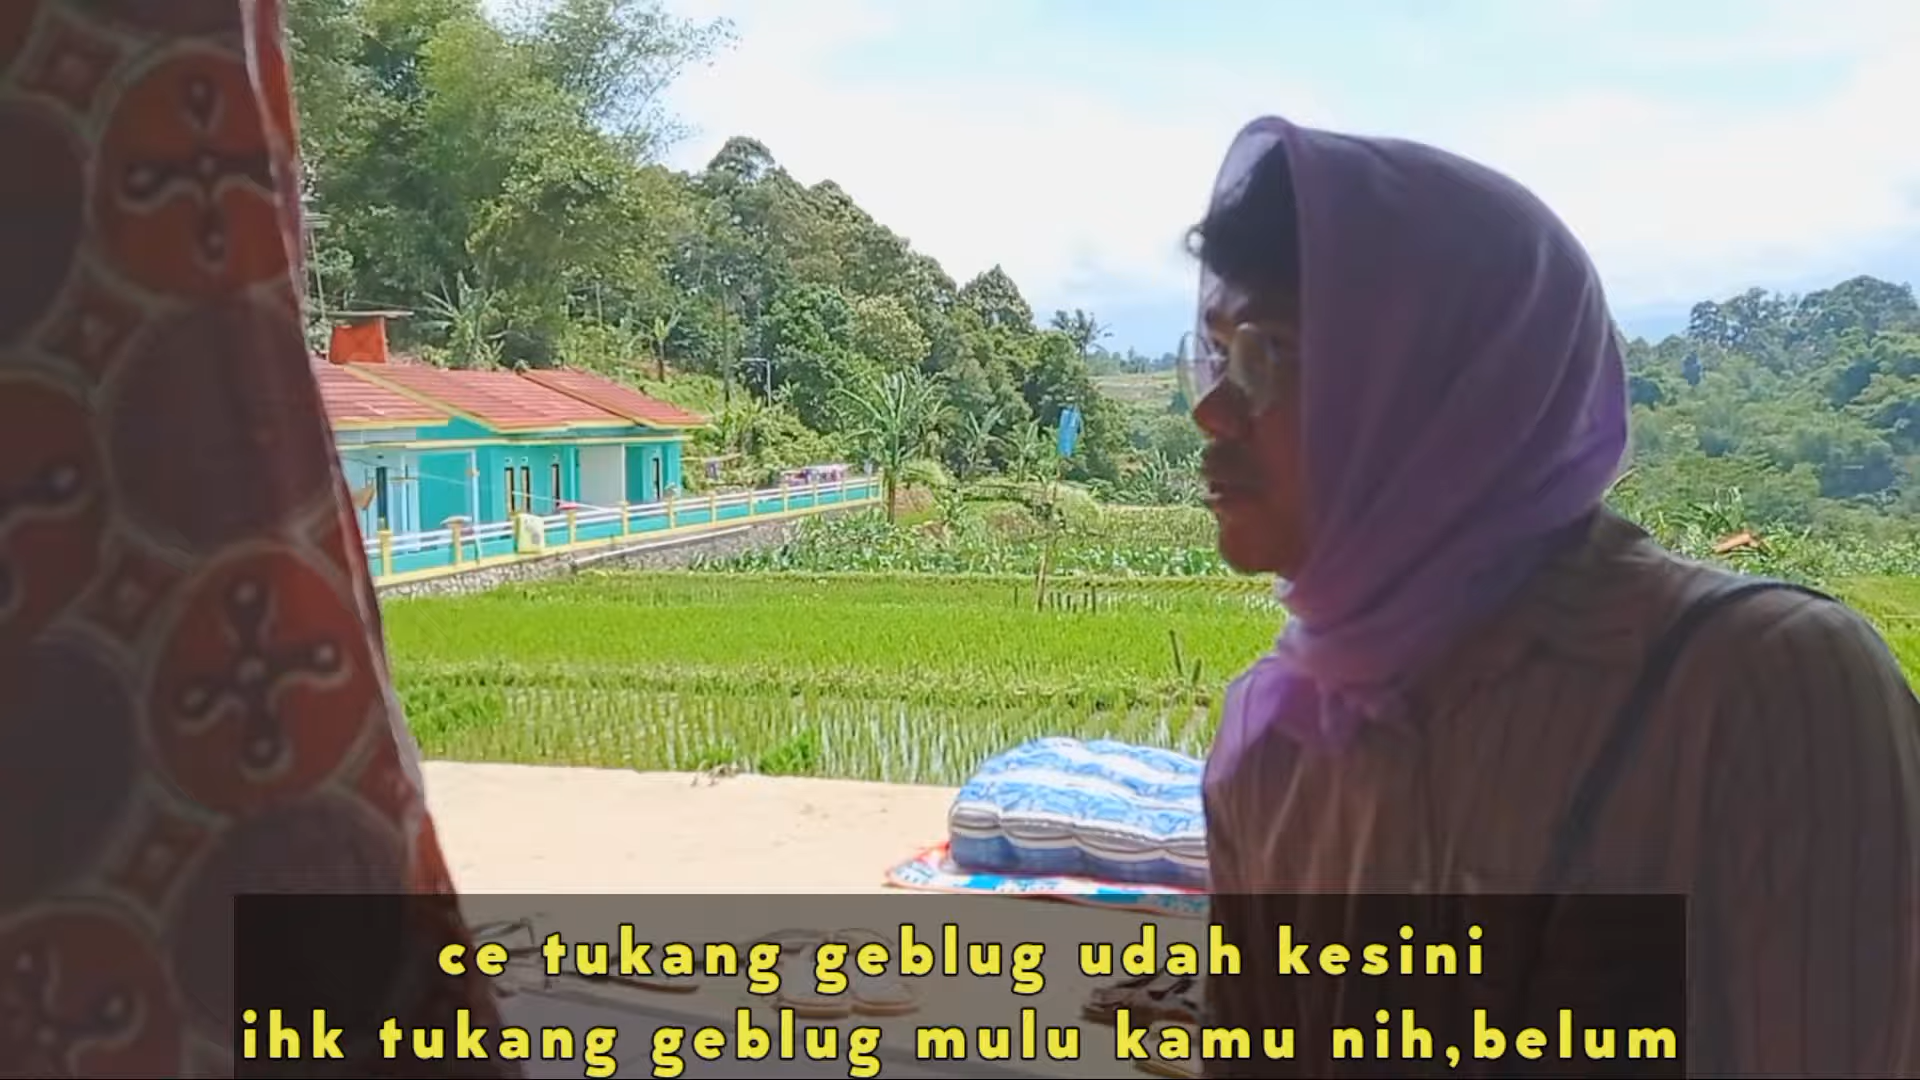 ce tukang geblug udah kesini
ihk tukang geblug mulu kamu nih,belum